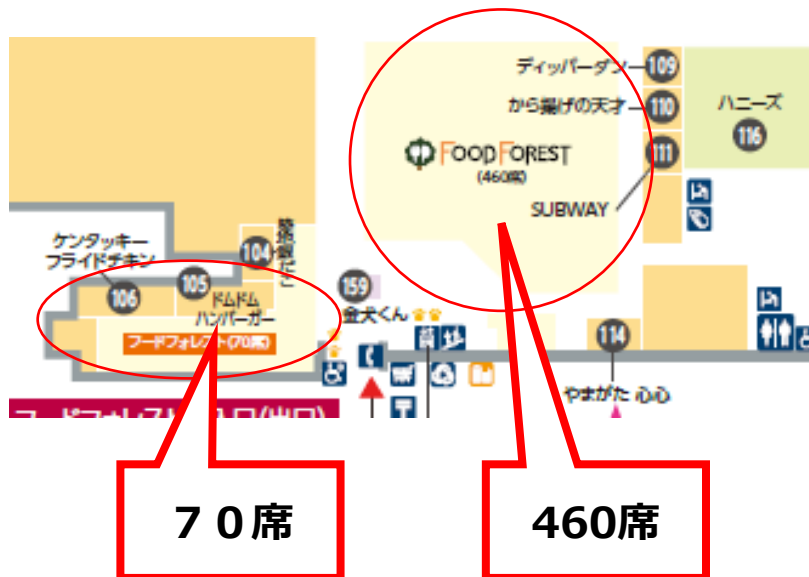 ディッパーダン
109
から揚げの天才
110
ハニーズ
116
FOOD FOREST
(460席)
111
SUBWAY
ケンタッキー
フライドチキン
104
105
106
ドムドム
ハンバーガー
フードフォレスト(70席)
159
金犬くん
114
やまがた 心心
70席
460席